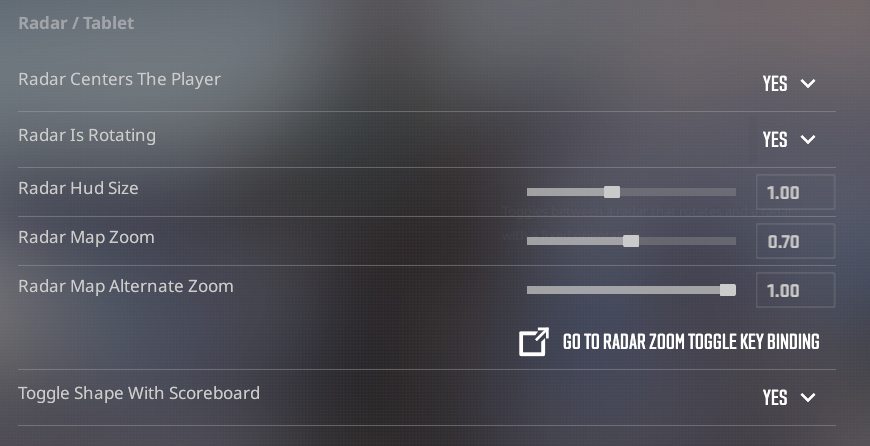 Radar / Tablet
Radar Centers The Player
YES
Radar Is Rotating
YES
Radar Hud Size
1.00
Radar Map Zoom
0.70
Radar Map Alternate Zoom
1.00
GO TO RADAR ZOOM TOGGLE KEY BINDING
Toggle Shape With Scoreboard
YES